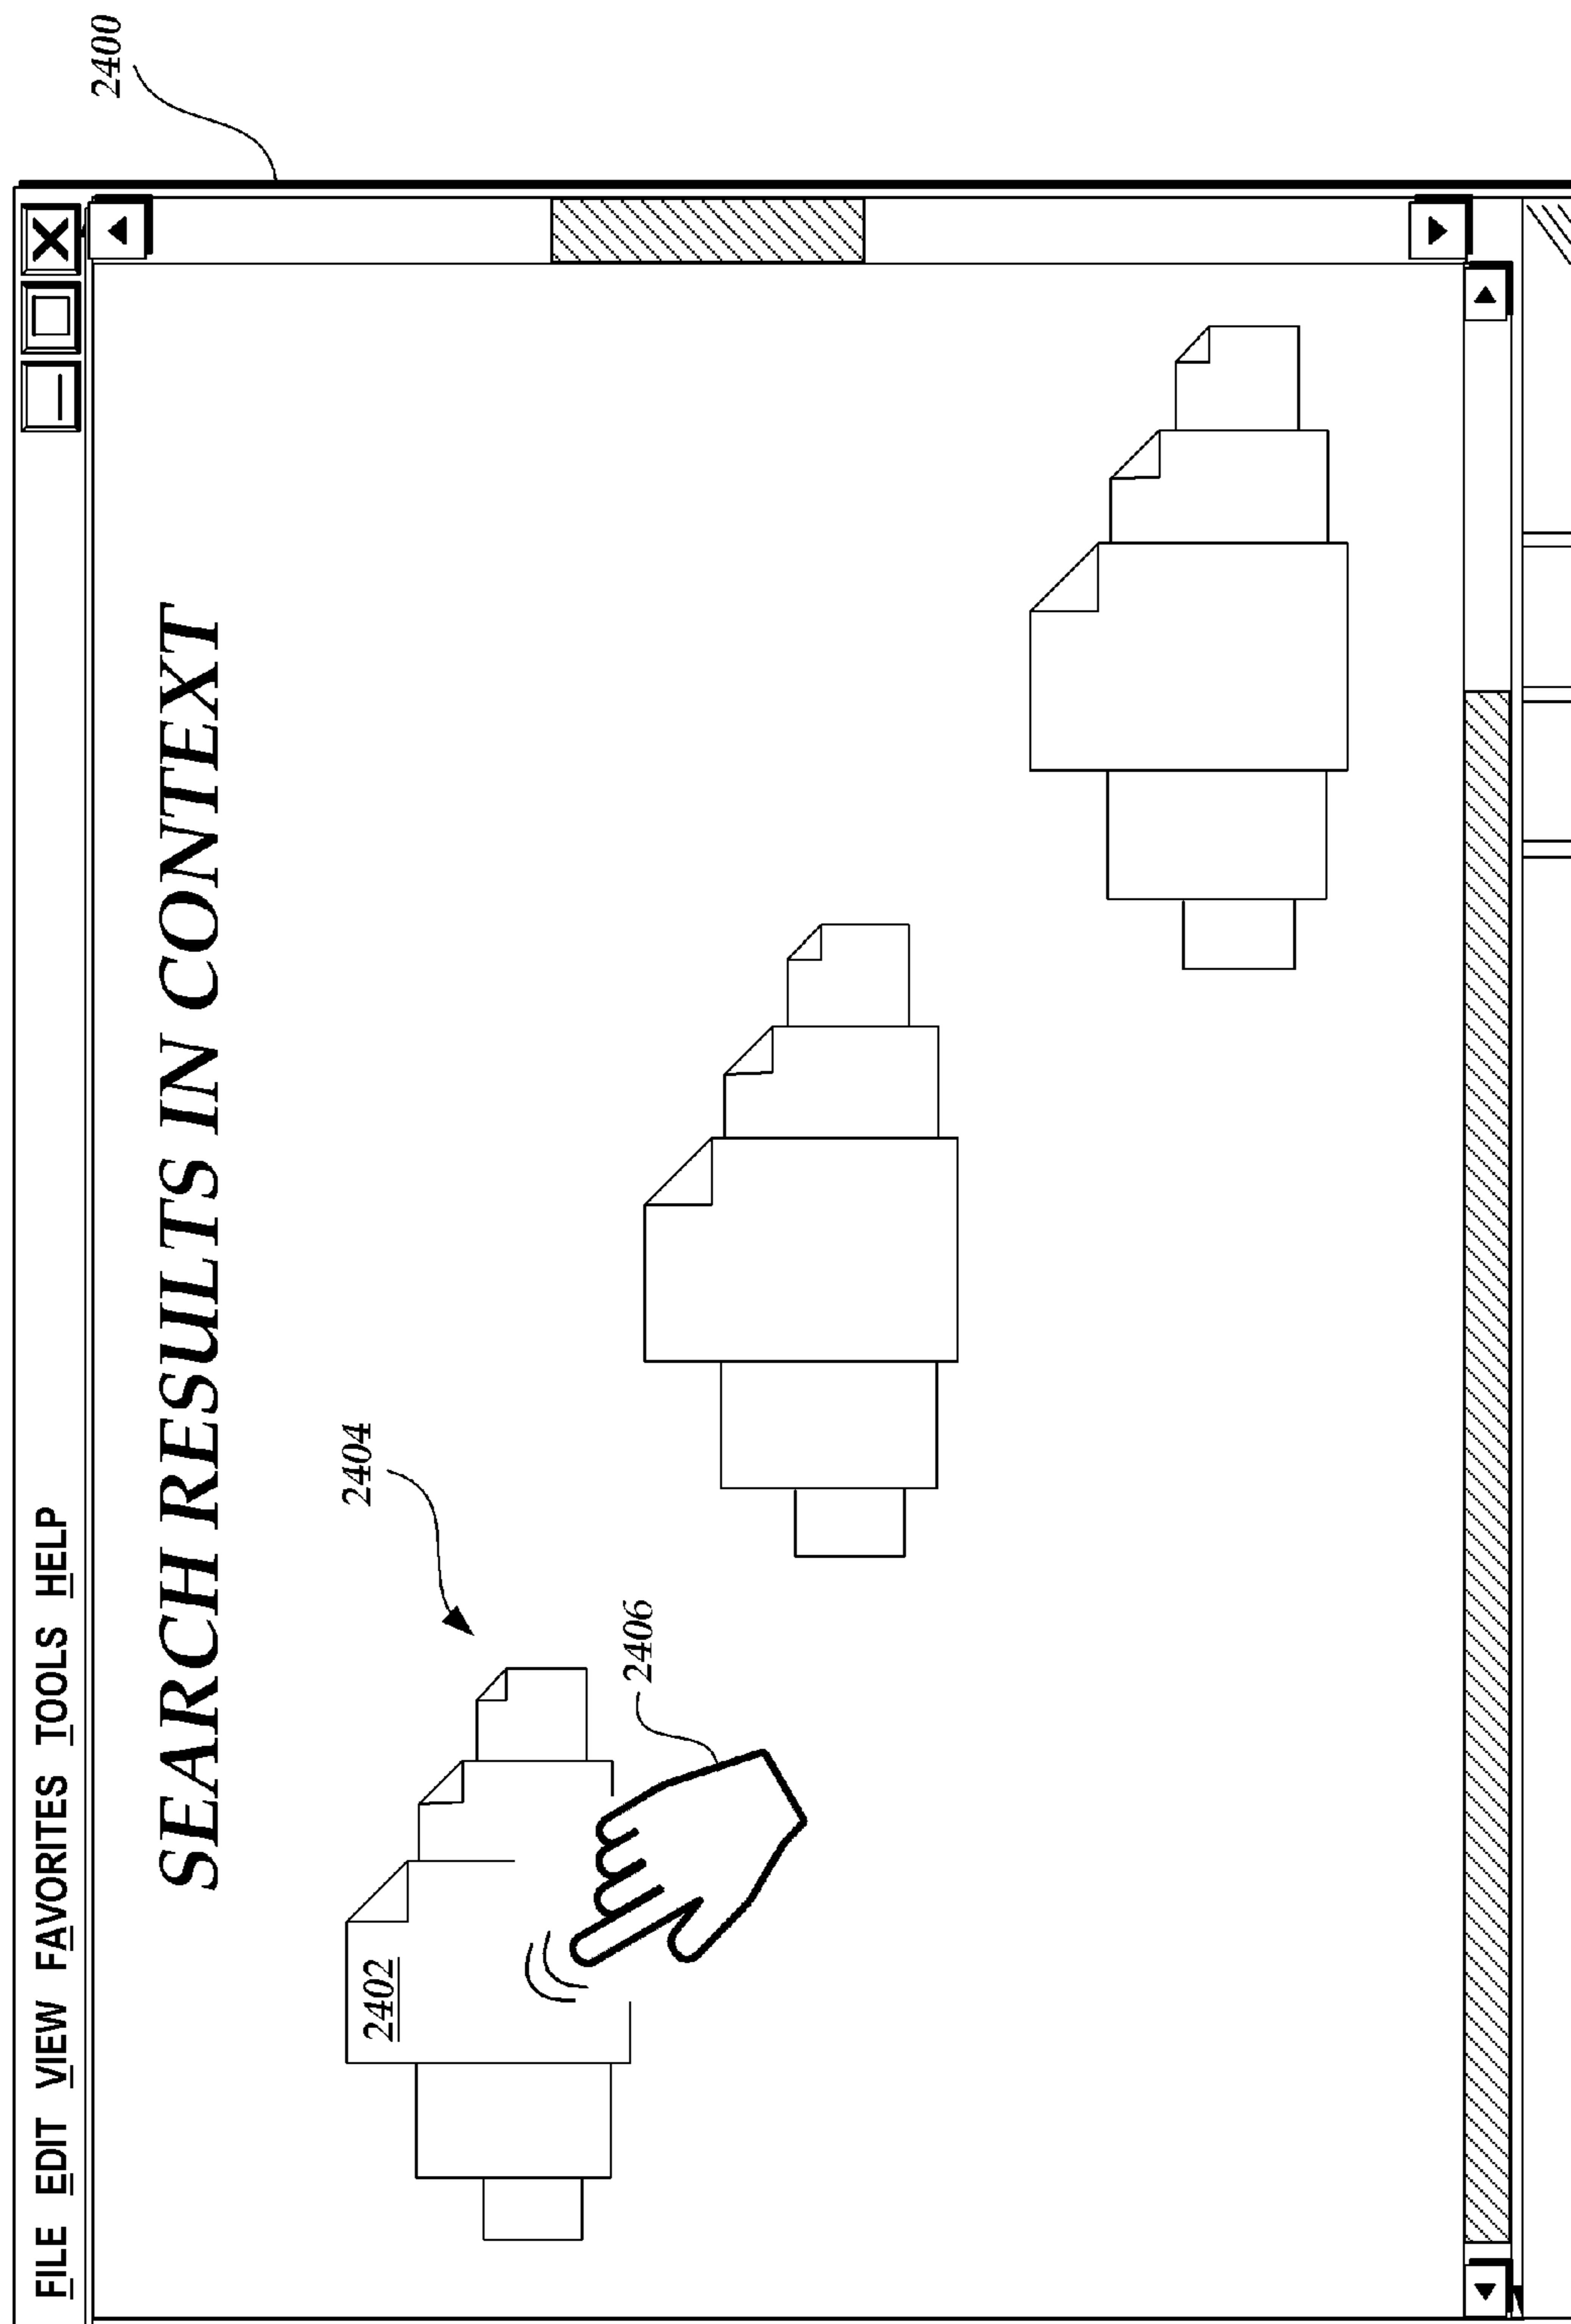 2400
FILE EDIT VIEW FAVORITES TOOLS HELP
SEARCH RESULTS IN CONTEXT
2404
2402
2406